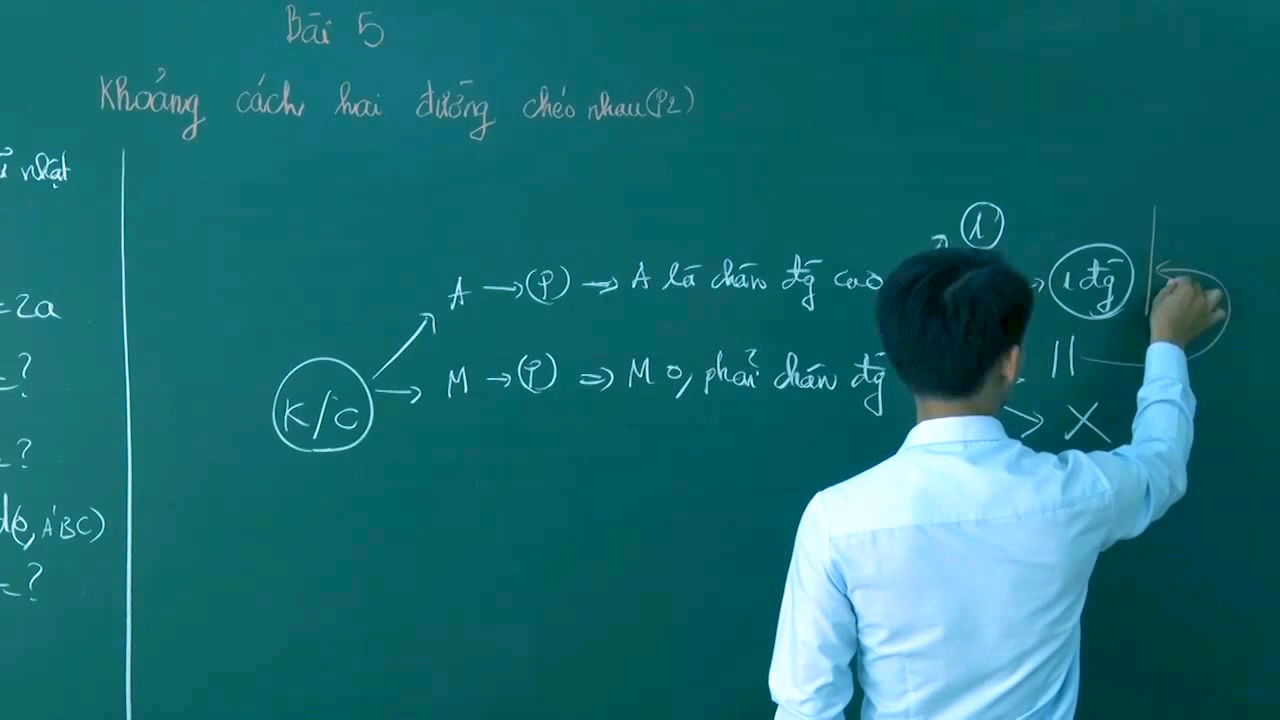 Bài 5
Khoảng cách hai đường chéo nhau (P2)
nhật
=2a
=?
=?
d(O, A'BC)
=?
1'
A → (P) → A là chân đg cao
→ 1 đg
K/C
M → (P) ⇒ M o, phải chân đg
//
→ X